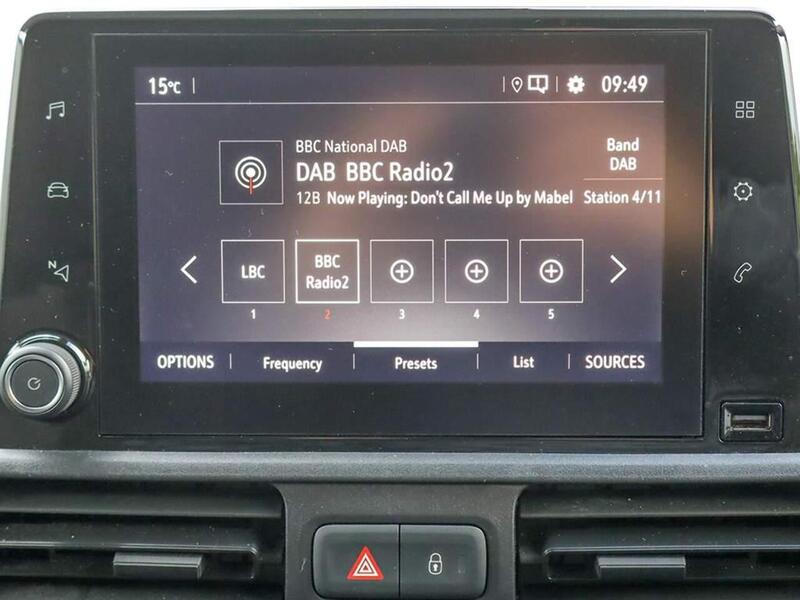 15°C
09:49
BBC National DAB
DAB BBC Radio2
12B Now Playing: Don't Call Me Up by Mabel
Band
DAB
Station 4/11
LBC
BBC
Radio2
1
2
3
4
5
OPTIONS
Frequency
Presets
List
SOURCES
N